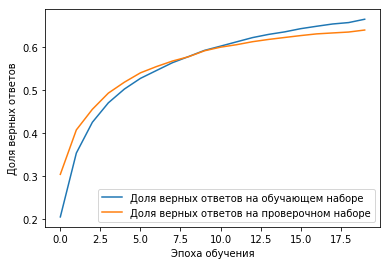 0.6
0.5
0.4
0.3
0.2
Доля верных ответов
Доля верных ответов на обучающем наборе
Доля верных ответов на проверочном наборе
0.0 2.5 5.0 7.5 10.0 12.5 15.0 17.5
Эпоха обучения